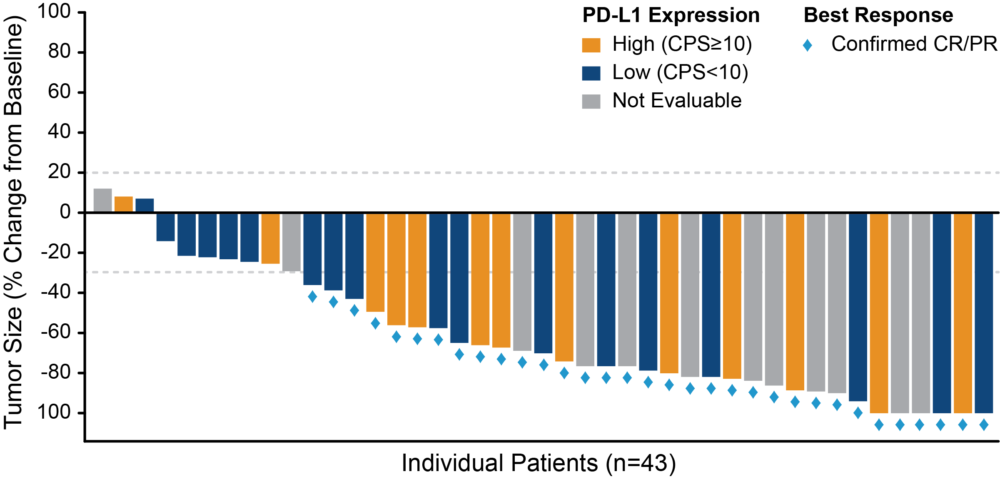 Tumor Size (% Change from Baseline)
100
80
60
40
20
0
-20
-40
-60
-80
100
PD-L1 Expression
High (CPS≥10)
Low (CPS<10)
Not Evaluable
Best Response
Confirmed CR/PR
Individual Patients (n=43)